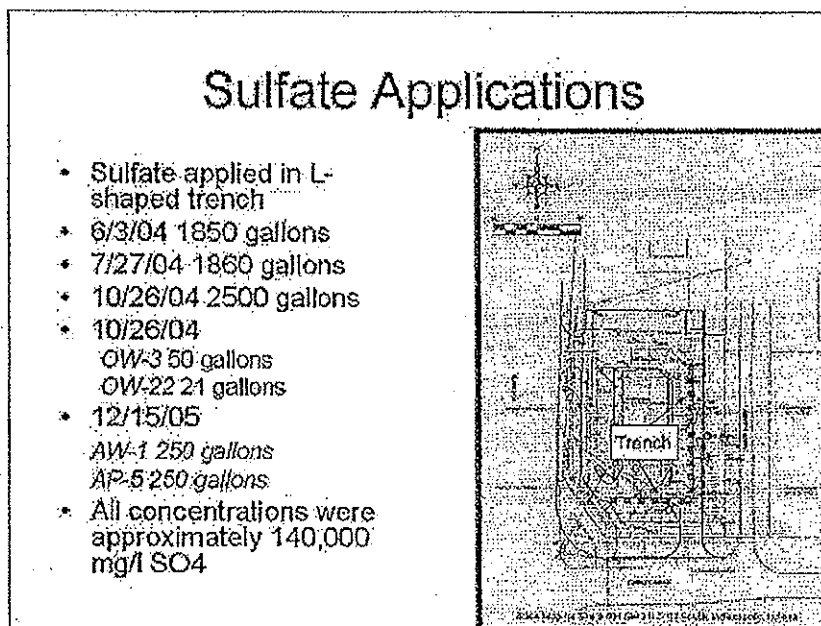 Sulfate Applications
• Sulfate applied in L-
shaped trench
• 6/3/04 1850 gallons
• 7/27/04 1860 gallons
• 10/26/04 2500 gallons
• 10/26/04
OW-3 50 gallons
OW-22 21 gallons
• 12/15/05
AW-1 250 gallons
AP-5 250 gallons
• All concentrations were
approximately 140,000
mg/l SO4
Trench